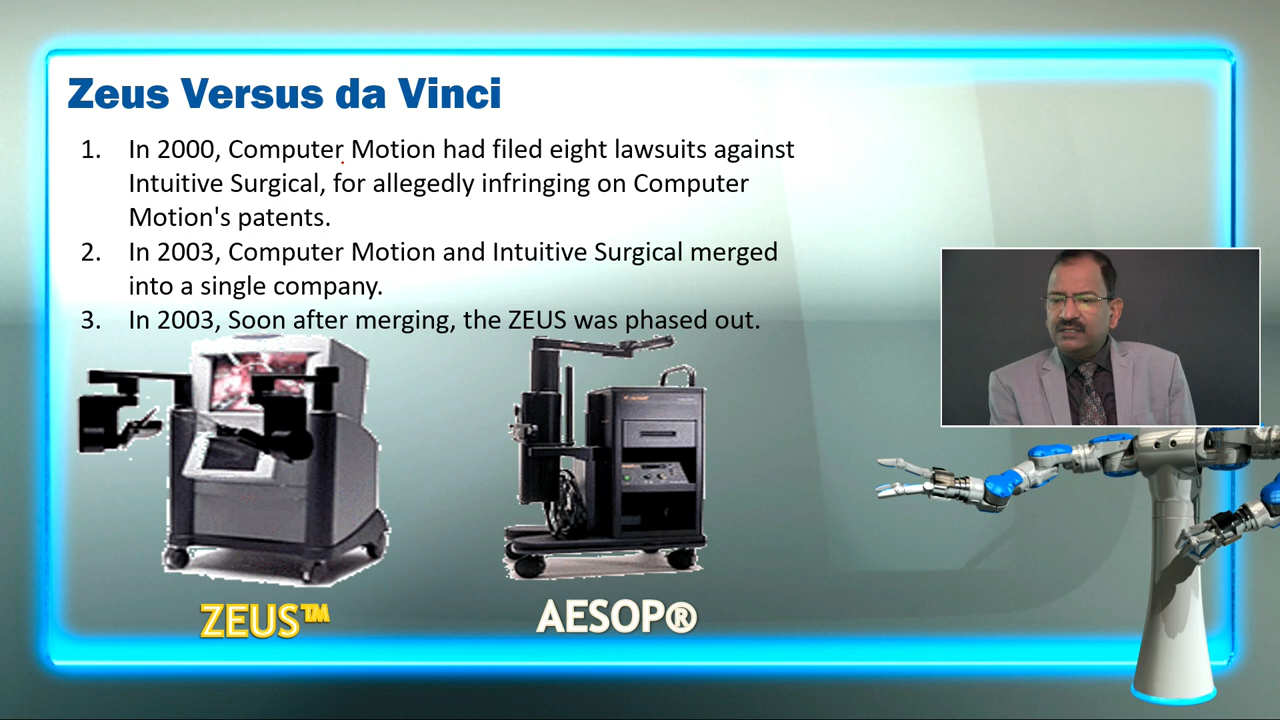 Zeus Versus da Vinci
1. In 2000, Computer Motion had filed eight lawsuits against
Intuitive Surgical, for allegedly infringing on Computer
Motion's patents.
2. In 2003, Computer Motion and Intuitive Surgical merged
into a single company.
3. In 2003, Soon after merging, the ZEUS was phased out.
ZEUS™
AESOP®